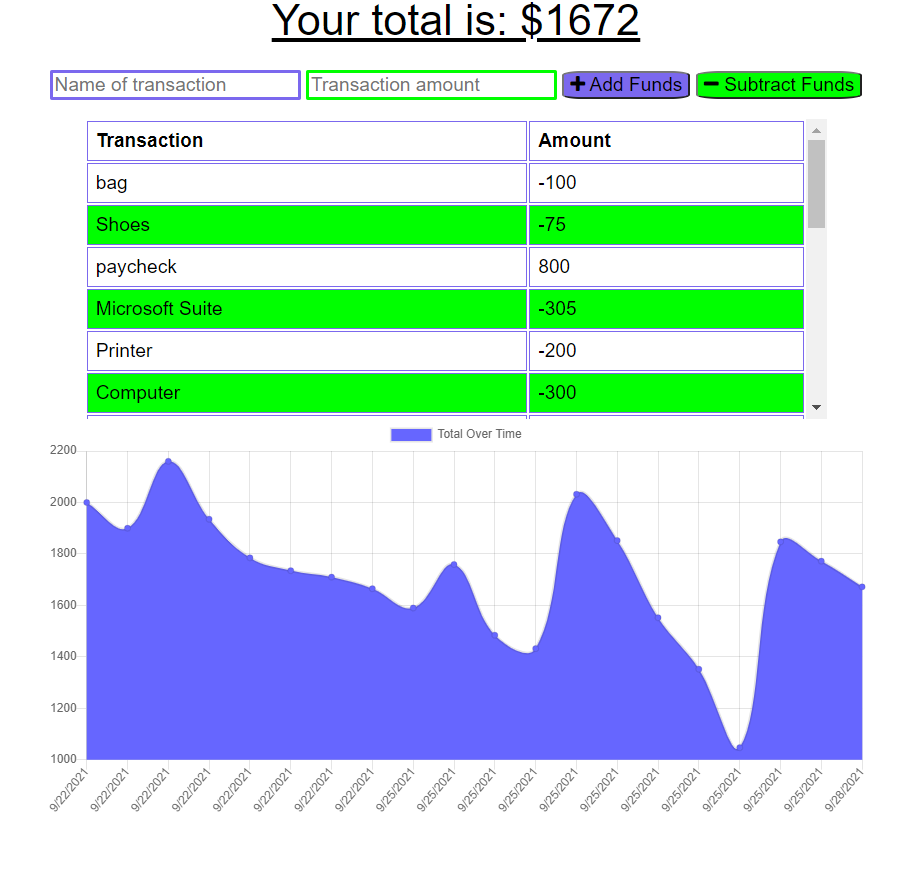 Your total is: $1672
Name of transaction Transaction amount Add Funds Subtract Funds
Transaction Amount
bag -100
Shoes -75
paycheck 800
Microsoft Suite -305
Printer -200
Computer -300
Total Over Time
2200
2000
1800
1600
1400
1200
1000
9/22/2021 9/22/2021 9/22/2021 9/22/2021 9/22/2021 9/22/2021 9/22/2021 9/22/2021 9/25/2021 9/25/2021 9/25/2021 9/25/2021 9/25/2021 9/25/2021 9/25/2021 9/25/2021 9/25/2021 9/25/2021 9/25/2021 9/28/2021